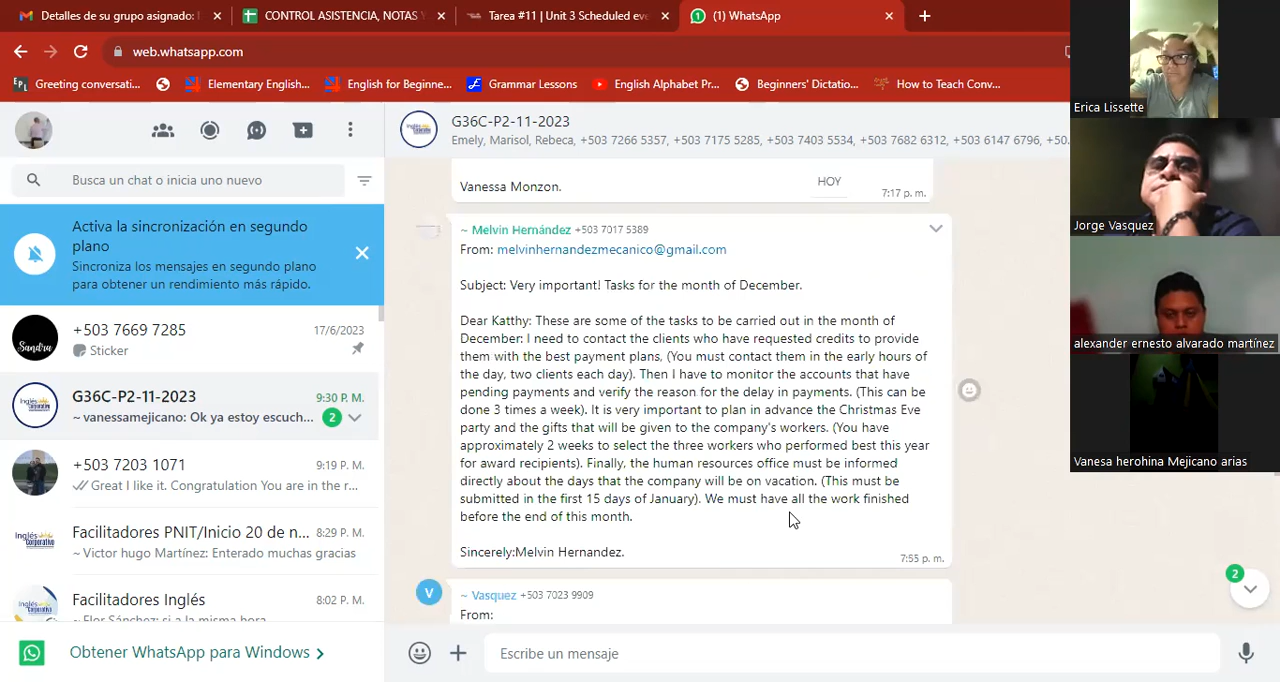 Detalles de su grupo asignado:
CONTROL ASISTENCIA, NOTAS Y
Tarea #11 | Unit 3 Scheduled eve
(1) WhatsApp
web.whatsapp.com
Greeting conversati...
Elementary English...
English for Beginne...
Grammar Lessons
English Alphabet Pr...
Beginners' Dictatio...
How to Teach Conv...
Busca un chat o inicia uno nuevo
Activa la sincronización en segundo
plano
Sincroniza los mensajes en segundo plano
para obtener un rendimiento más rápido.
Sandra
+503 7669 7285
17/6/2023
Sticker
G36C-P2-11-2023
9:30 P. M.
~ vanessamejicano: Ok ya estoy escuch...
2
+503 7203 1071
9:19 P. M.
Great I like it. Congratulation You are in the r...
Facilitadores PNIT/Inicio 20 de n...
8:29 P. M.
~ Victor hugo Martínez: Enterado muchas gracias
Facilitadores Inglés
8:02 P. M.
~ Flor Sánchez: si a la misma hora
Obtener WhatsApp para Windows
G36C-P2-11-2023
Emely, Marisol, Rebeca, +503 7266 5357, +503 7175 5285, +503 7403 5534, +503 7682 6312, +503 6147 6796, +50...
Vanessa Monzon.
HOY
7:17 p. m.
~ Melvin Hernández +503 7017 5389
From: melvinhernandezmecanico@gmail.com
Subject: Very important! Tasks for the month of December.
Dear Katthy: These are some of the tasks to be carried out in the month of
December: I need to contact the clients who have requested credits to provide
them with the best payment plans, (You must contact them in the early hours of
the day, two clients each day). Then I have to monitor the accounts that have
pending payments and verify the reason for the delay in payments. (This can be
done 3 times a week). It is very important to plan in advance the Christmas Eve
party and the gifts that will be given to the company's workers. (You have
approximately 2 weeks to select the three workers who performed best this year
for award recipients). Finally, the human resources office must be informed
directly about the days that the company will be on vacation. (This must be
submitted in the first 15 days of January). We must have all the work finished
before the end of this month.
Sincerely:Melvin Hernandez.
7:55 p. m.
V
~ Vasquez +503 7023 9909
From:
2
Escribe un mensaje
Erica Lissette
Jorge Vasquez
alexander ernesto alvarado martínez
Vanesa herohina Mejicano arias